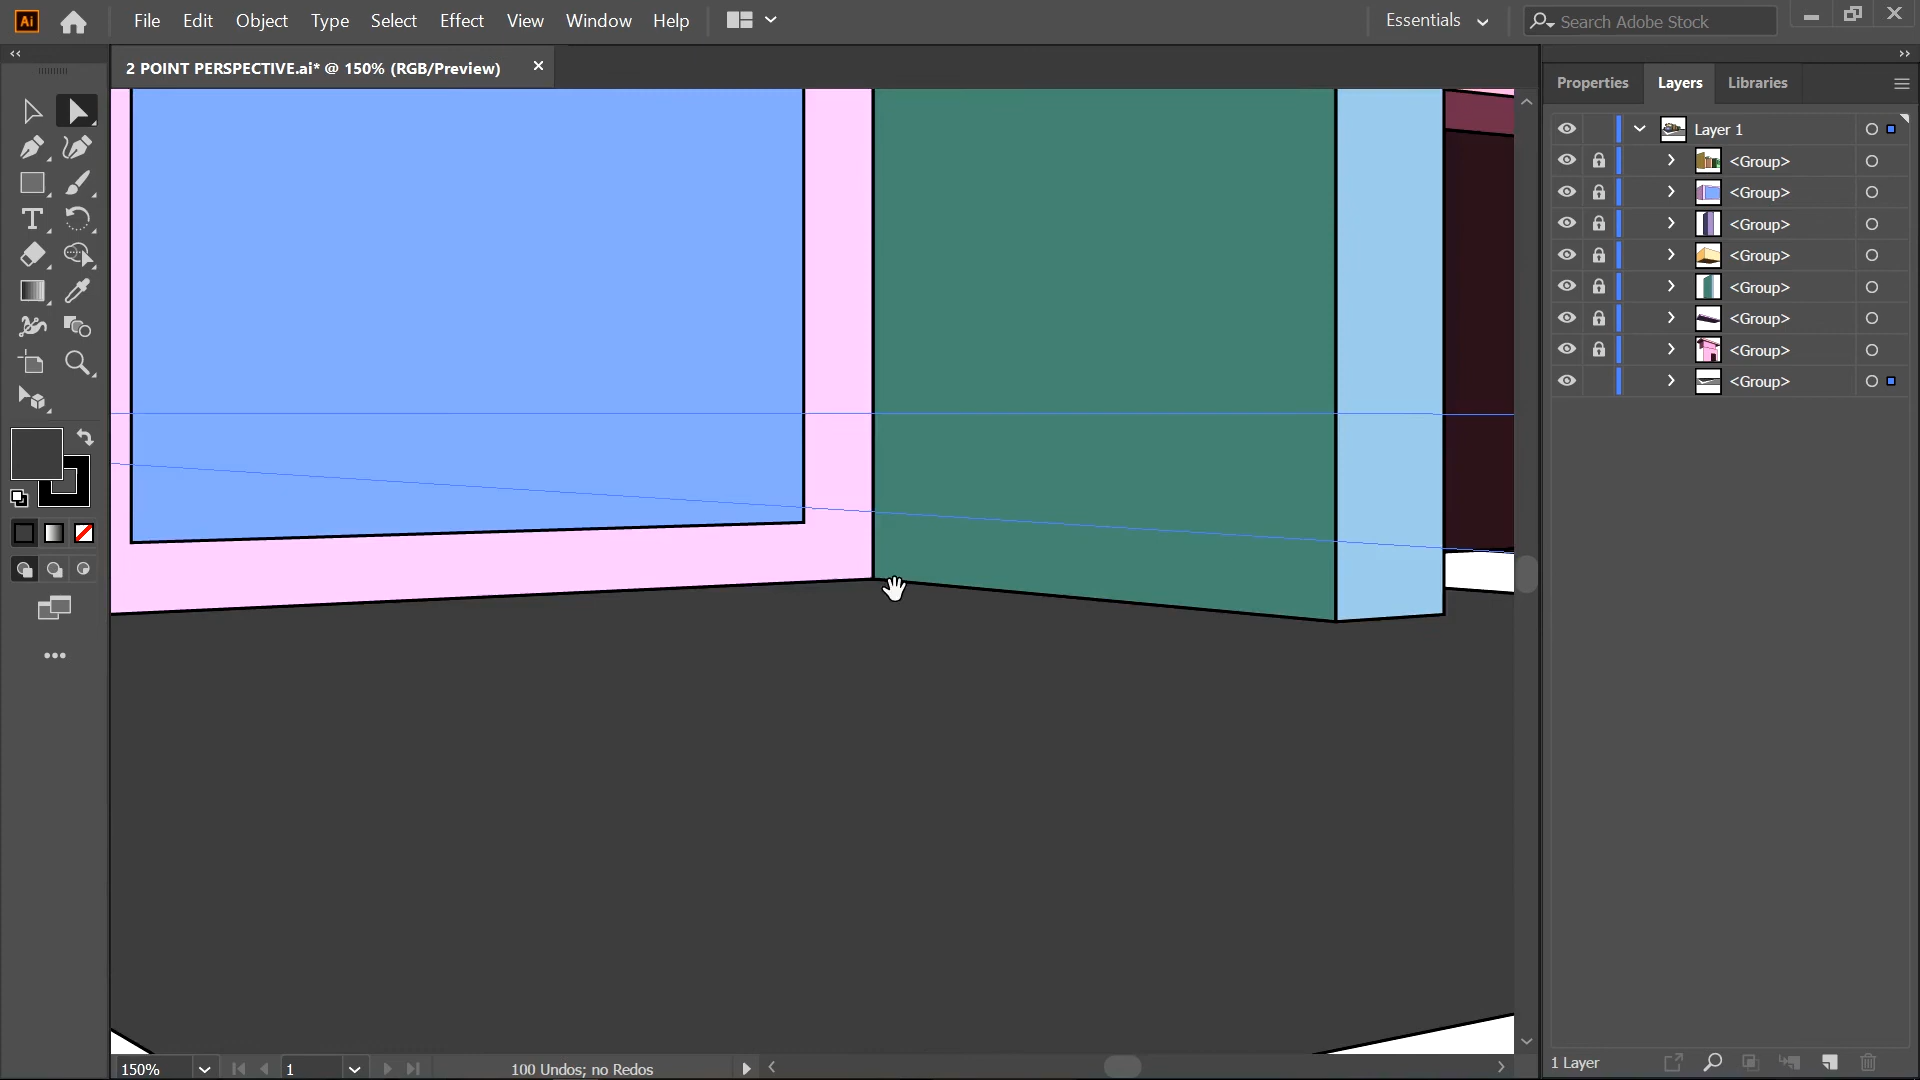 Ai File Edit Object Type Select Effect View Window Help Essentials Search Adobe Stock
2 POINT PERSPECTIVE.ai* @ 150% (RGB/Preview)
Properties Layers Libraries
Layer 1
<Group>
<Group>
<Group>
<Group>
<Group>
<Group>
<Group>
<Group>
150% 1 100 Undos; no Redos
1 Layer